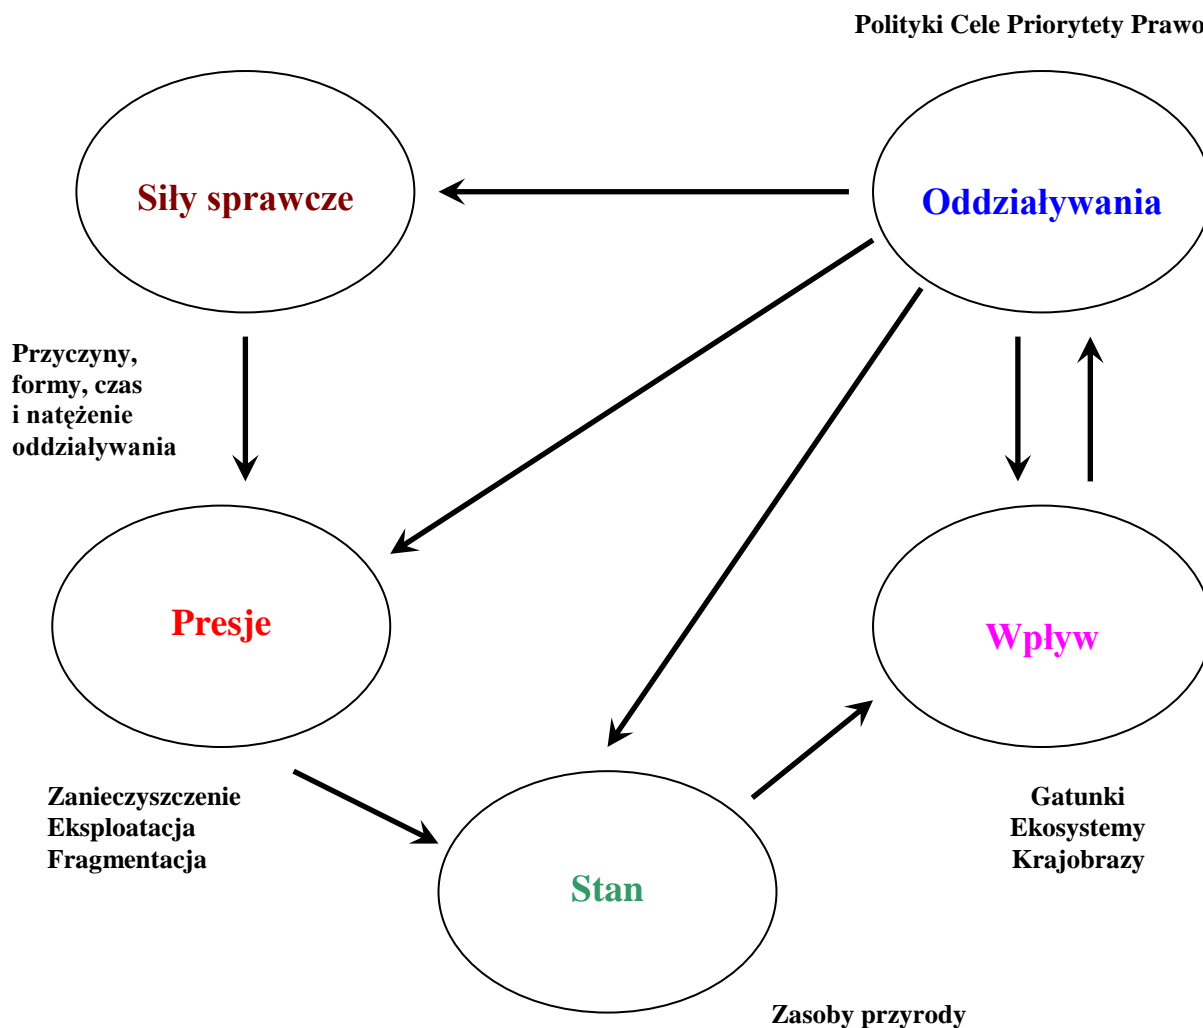 Polityki Cele Priorytety Prawo
Siły sprawcze
Oddziaływania
Przyczyny,
formy, czas
i natężenie
oddziaływania
Presje
Wpływ
Zanieczyszczenie
Eksploatacja
Fragmentacja
Gatunki
Ekosystemy
Krajobrazy
Stan
Zasoby przyrody